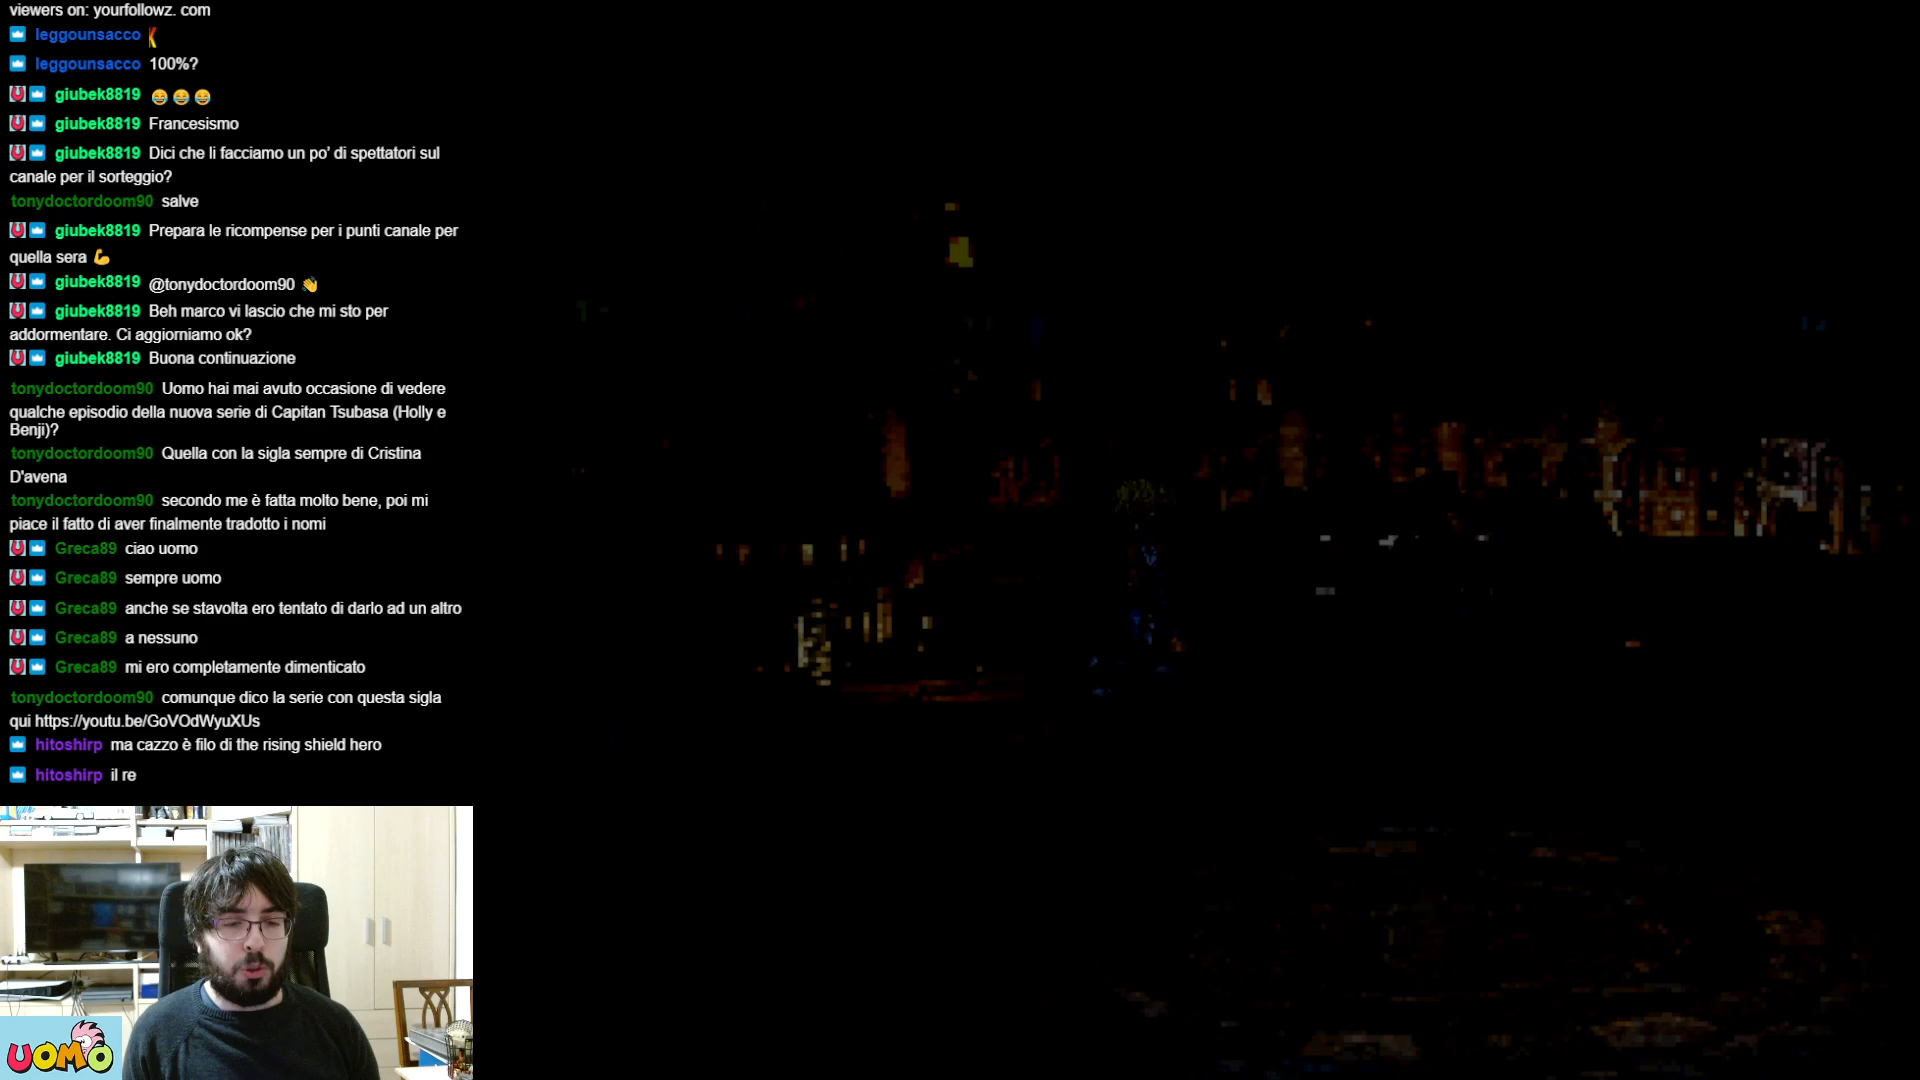 viewers on: yourfollowz. com
leggounsacco
leggounsacco 100%?
giubek8819 😂 😂 😂
giubek8819 Francesismo
giubek8819 Dici che li facciamo un po' di spettatori sul
canale per il sorteggio?
tonydoctordoom90 salve
giubek8819 Prepara le ricompense per i punti canale per
quella sera 💪
giubek8819 @tonydoctordoom90 👋
giubek8819 Beh marco vi lascio che mi sto per
addormentare. Ci aggiorniamo ok?
giubek8819 Buona continuazione
tonydoctordoom90 Uomo hai mai avuto occasione di vedere
qualche episodio della nuova serie di Capitan Tsubasa (Holly e
Benji)?
tonydoctordoom90 Quella con la sigla sempre di Cristina
D'avena
tonydoctordoom90 secondo me è fatta molto bene, poi mi
piace il fatto di aver finalmente tradotto i nomi
Greca89 ciao uomo
Greca89 sempre uomo
Greca89 anche se stavolta ero tentato di darlo ad un altro
Greca89 a nessuno
Greca89 mi ero completamente dimenticato
tonydoctordoom90 comunque dico la serie con questa sigla
qui https://youtu.be/GoVOdWyuXUs
hitoshirp ma cazzo è filo di the rising shield hero
hitoshirp il re
UOMO